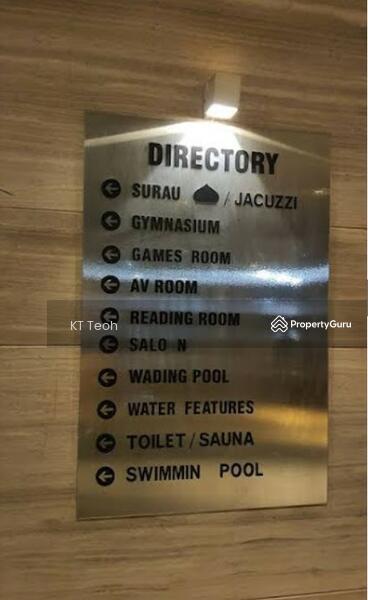 DIRECTORY
SURAU / JACUZZI
GYMNASIUM
GAMES ROOM
AV ROOM
READING ROOM
KT Teoh
PropertyGuru
SALO N
WADING POOL
WATER FEATURES
TOILET / SAUNA
SWIMMIN POOL